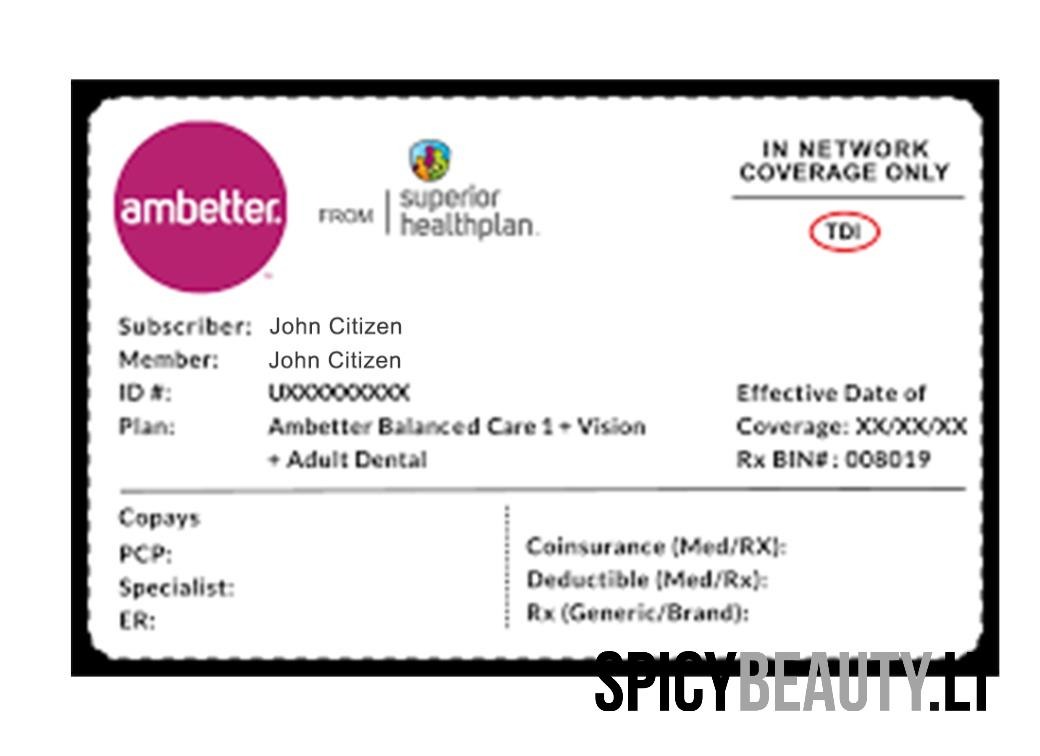 ambetter.
FROM
superior
healthplan.
IN NETWORK
COVERAGE ONLY
TDI
Subscriber: John Citizen
Member: John Citizen
ID #: UXXXXXXXXX
Plan: Ambetter Balanced Care 1 + Vision
+ Adult Dental
Effective Date of
Coverage: XX/XX/XX
Rx BIN#: 008019
Copays
PCP:
Specialist:
ER:
Coinsurance (Med/RX):
Deductible (Med/Rx):
Rx (Generic/Brand):
SPICYBEAUTY.LT